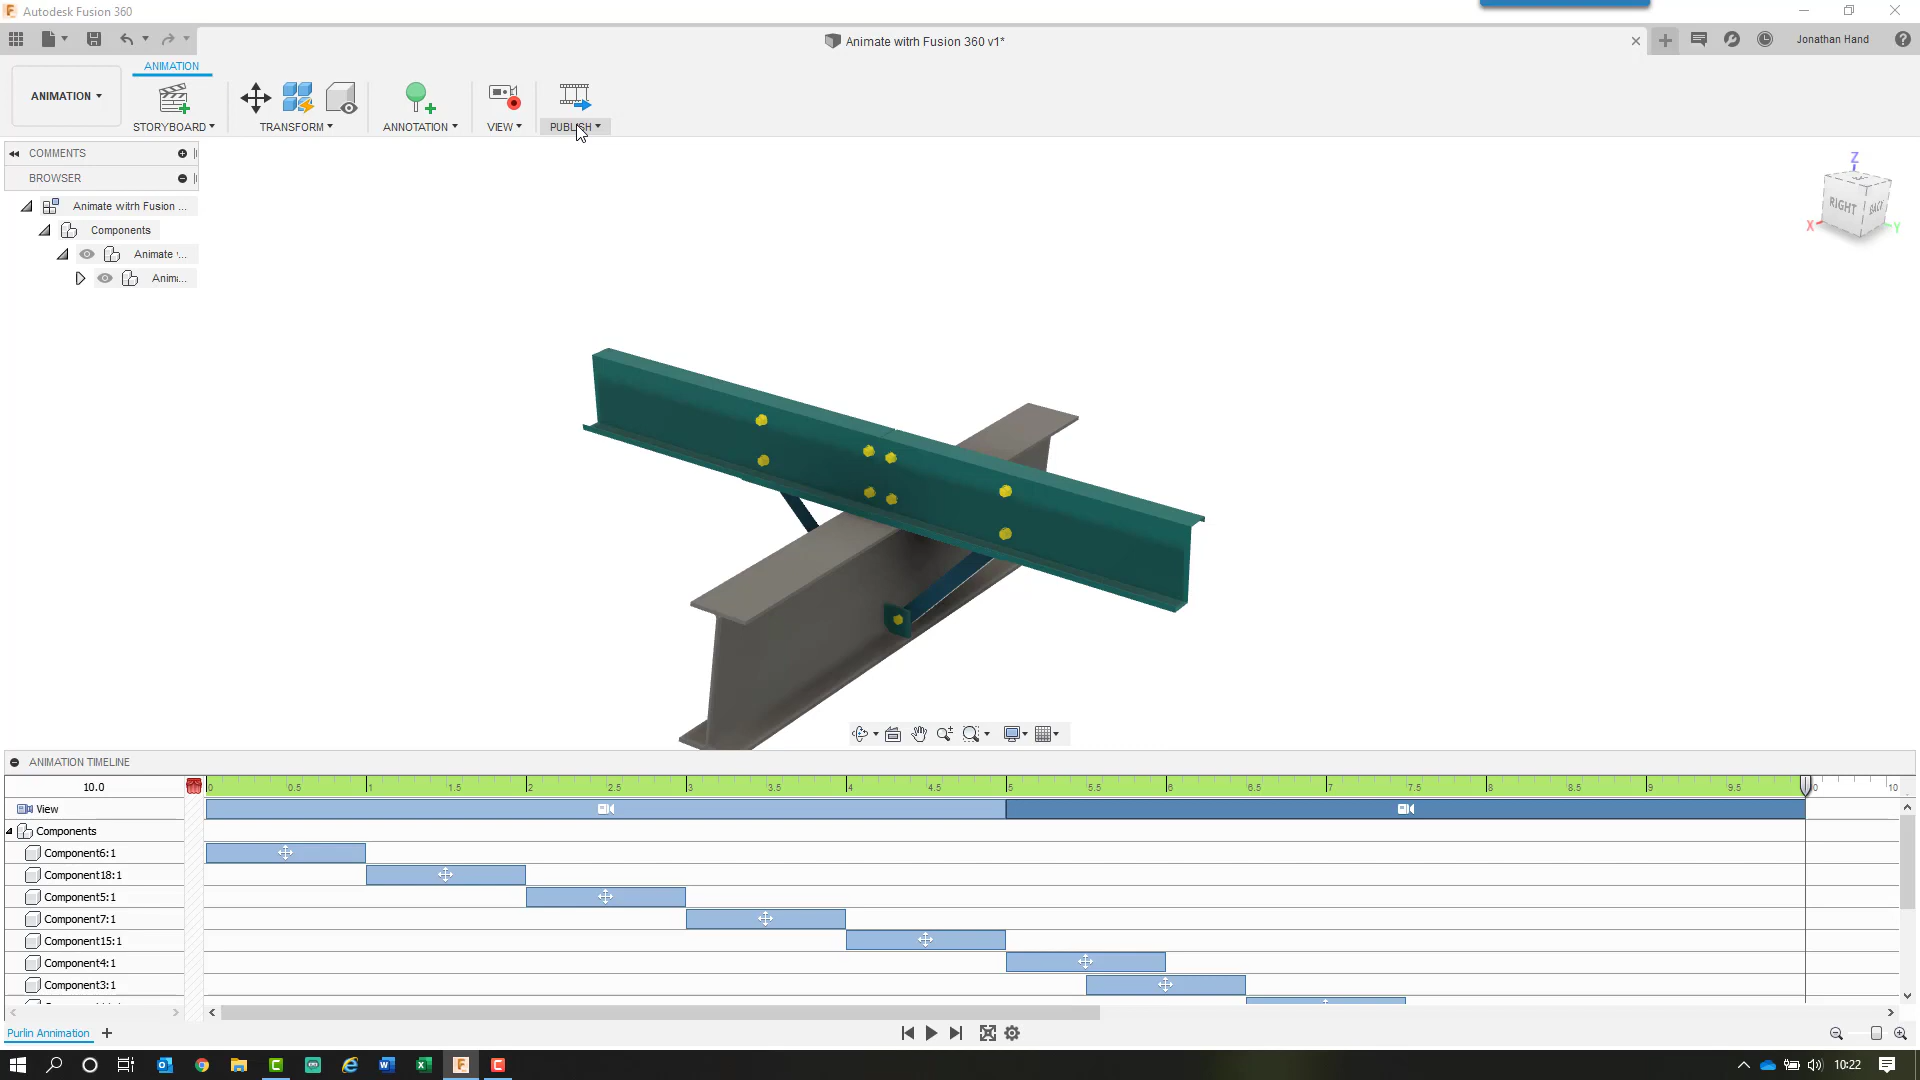 Autodesk Fusion 360
Animate witrh Fusion 360 v1*
Jonathan Hand
ANIMATION
ANIMATION
STORYBOARD
TRANSFORM
ANNOTATION
VIEW
PUBLISH
COMMENTS
BROWSER
Animate witrh Fusion ...
Components
Animate ...
Anim...
Z
RIGHT
BACK
X
Y
ANIMATION TIMELINE
10.0
0 0.5 1 1.5 2 2.5 3 3.5 4 4.5 5 5.5 6 6.5 7 7.5 8 8.5 9 9.5 10
View
Components
Component6:1
Component18:1
Component5:1
Component7:1
Component15:1
Component4:1
Component3:1
Purlin Annimation
10:22